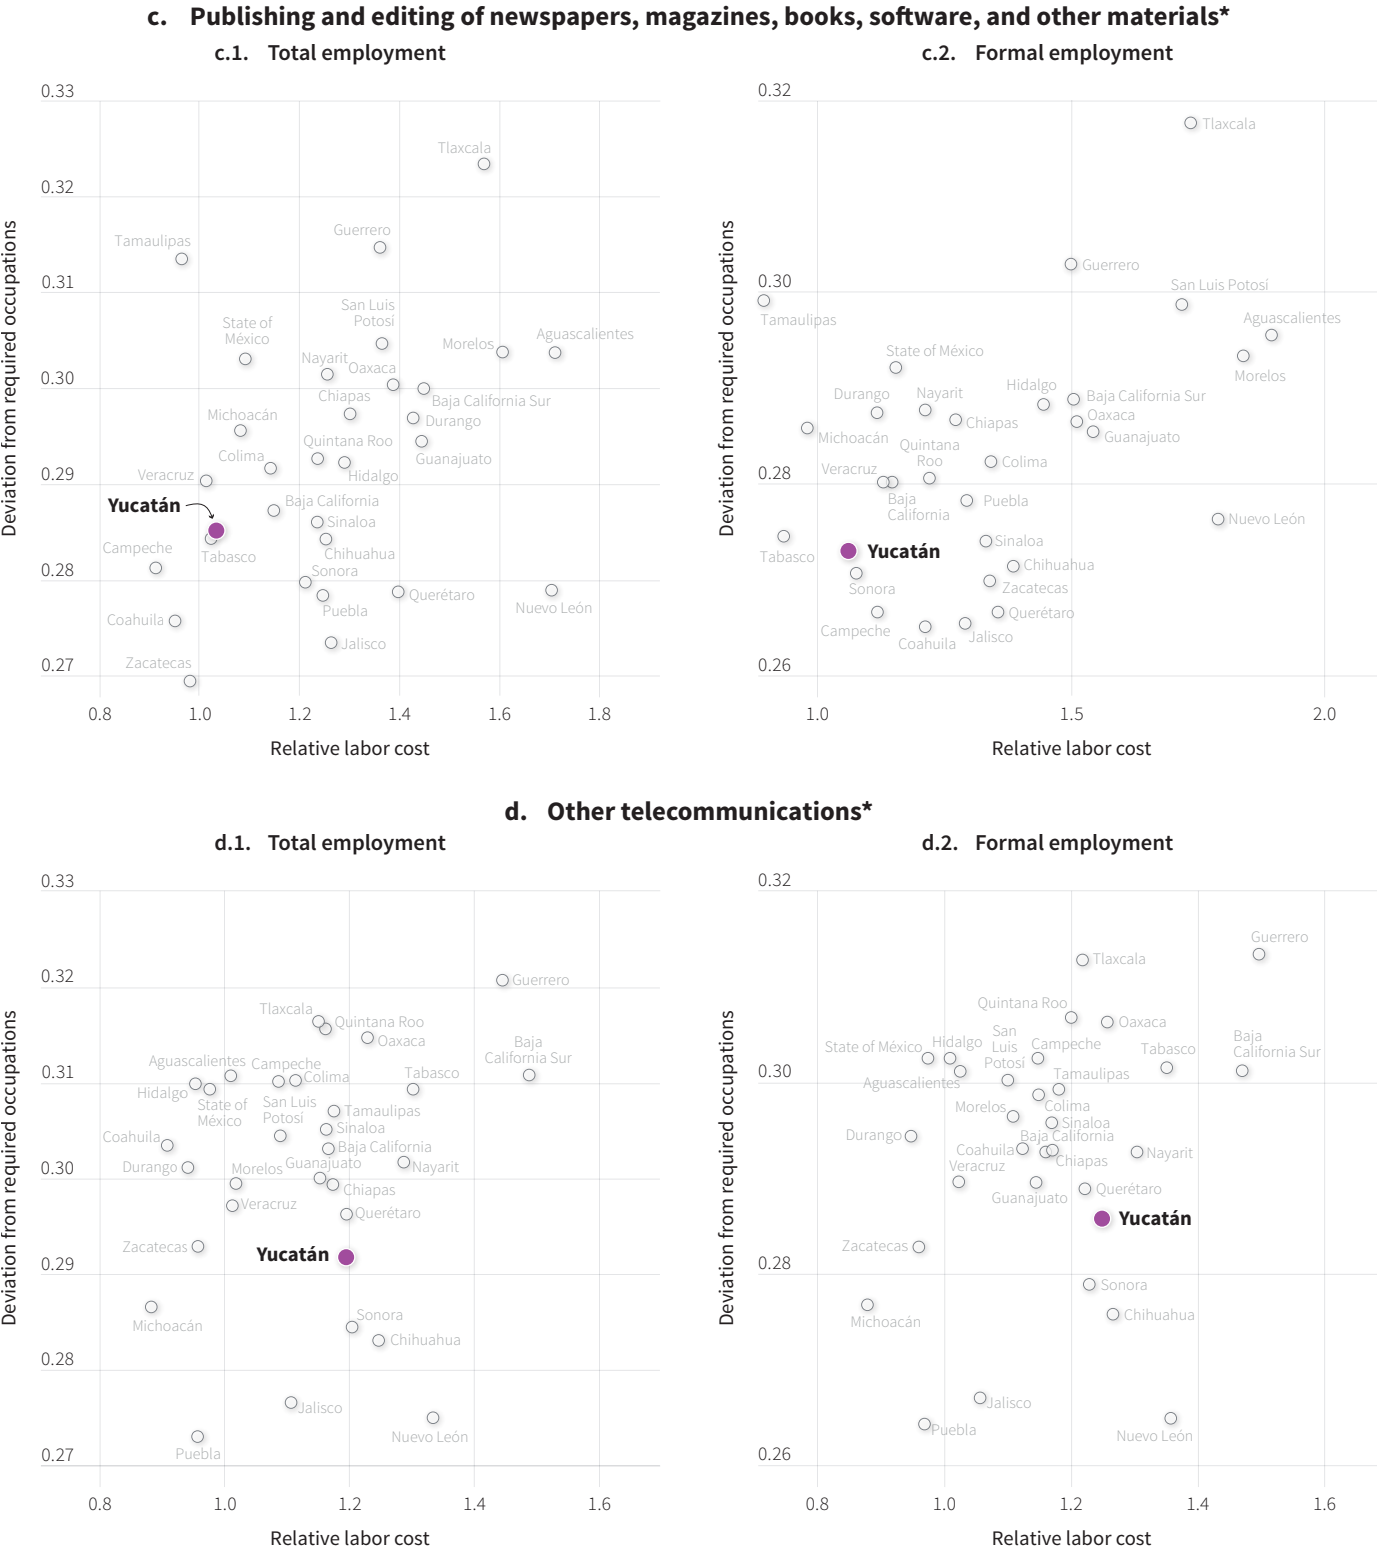 c. Publishing and editing of newspapers, magazines, books, software, and other materials*
c.1. Total employment
0.33
0.32
0.31
0.30
0.29
0.28
0.27
Deviation from required occupations
Tlaxcala
Guerrero
Tamaulipas
San Luis
Potosí
State of
México
Morelos
Aguascalientes
Nayarit
Oaxaca
Baja California Sur
Chiapas
Durango
Michoacán
Quintana Roo
Guanajuato
Colima
Hidalgo
Veracruz
Baja California
Yucatán
Sinaloa
Campeche
Tabasco
Chihuahua
Sonora
Puebla
Querétaro
Nuevo León
Coahuila
Jalisco
Zacatecas
0.8
1.0
1.2
1.4
1.6
1.8
Relative labor cost
c.2. Formal employment
0.32
0.30
0.28
0.26
Deviation from required occupations
Tlaxcala
Guerrero
San Luis Potosí
Tamaulipas
Aguascalientes
State of México
Morelos
Durango
Nayarit
Hidalgo
Baja California Sur
Oaxaca
Chiapas
Guanajuato
Michoacán
Quintana
Roo
Colima
Veracruz
Baja
California
Puebla
Nuevo León
Tabasco
Yucatán
Sinaloa
Chihuahua
Sonora
Zacatecas
Campeche
Querétaro
Coahuila
Jalisco
1.0
1.5
2.0
Relative labor cost
d. Other telecommunications*
d.1. Total employment
0.33
0.32
0.31
0.30
0.29
0.28
0.27
Deviation from required occupations
Guerrero
Tlaxcala
Quintana Roo
Oaxaca
Baja
California Sur
Aguascalientes
Campeche
Colima
Tabasco
Hidalgo
State of
México
San Luis
Potosí
Tamaulipas
Sinaloa
Coahuila
Baja California
Durango
Morelos
Guanajuato
Nayarit
Chiapas
Veracruz
Querétaro
Zacatecas
Yucatán
Michoacán
Sonora
Chihuahua
Jalisco
Nuevo León
Puebla
0.8
1.0
1.2
1.4
1.6
Relative labor cost
d.2. Formal employment
0.32
0.30
0.28
0.26
Deviation from required occupations
Guerrero
Tlaxcala
Quintana Roo
Oaxaca
State of México
Hidalgo
San
Luis
Potosí
Campeche
Tabasco
Baja
California Sur
Aguascalientes
Tamaulipas
Morelos
Colima
Sinaloa
Durango
Baja California
Coahuila
Chiapas
Nayarit
Veracruz
Guanajuato
Querétaro
Yucatán
Zacatecas
Sonora
Michoacán
Chihuahua
Jalisco
Puebla
Nuevo León
0.8
1.0
1.2
1.4
1.6
Relative labor cost